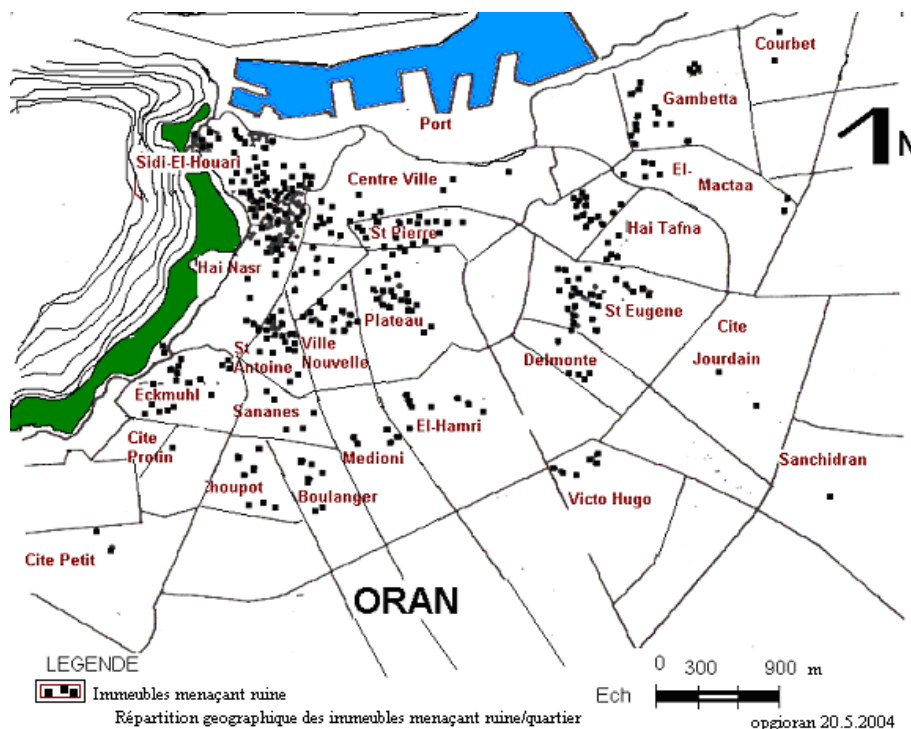 Courbet
Gambetta
Port
1
N
Sidi-El-Houari
Centre Ville
El-
Mactaa
St Pierre
Hai Tafna
Hai Nasr
St Eugene
Plateau
Cite
Jourdain
St
Antoine
Ville
Nouvelle
Delmonte
Eckmuhl
Sananes
El-Hamri
Cite
Protin
Medioni
Sanchidran
Choupot
Boulanger
Victo Hugo
Cite Petit
ORAN
LEGENDE
Immeubles menaçant ruine
Répartition geographique des immeubles menaçant ruine/quartier
0 300 900 m
Ech
opgioran 20.5.2004